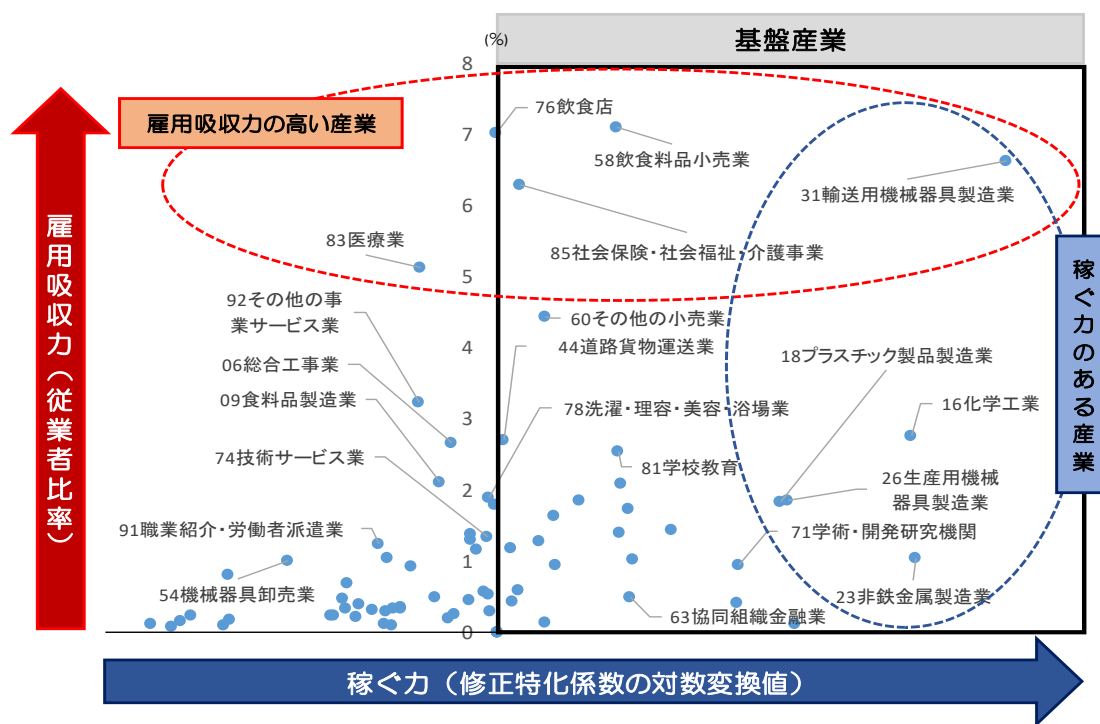 (%)
基盤産業
8
7
6
5
4
3
2
1
0
雇用吸収力の高い産業
76飲食店
58飲食料品小売業
31輸送用機械器具製造業
85社会保険・社会福祉・介護事業
83医療業
92その他の事
業サービス業
60その他の小売業
44道路貨物運送業
18プラスチック製品製造業
06総合工事業
09食料品製造業
78洗濯・理容・美容・浴場業
16化学工業
74技術サービス業
81学校教育
26生産用機械
器具製造業
91職業紹介・労働者派遣業
71学術・開発研究機関
54機械器具卸売業
63協同組織金融業
23非鉄金属製造業
雇用吸収力（従業者比率）
稼ぐ力のある産業
稼ぐ力（修正特化係数の対数変換値）